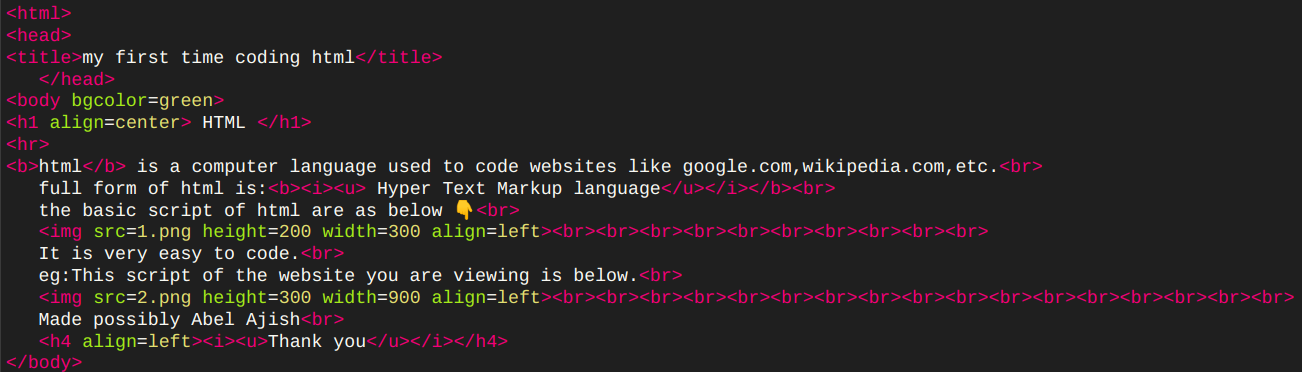 <html>
<head>
<title>my first time coding html</title>
</head>
<body bgcolor=green>
<h1 align=center> HTML </h1>
<hr>
<b>html</b> is a computer language used to code websites like google.com,wikipedia.com,etc.<br>
full form of html is:<b><i><u> Hyper Text Markup language</u></i></b><br>
the basic script of html are as below 👇<br>
<img src=1.png height=200 width=300 align=left><br><br><br><br><br><br><br><br><br><br>
It is very easy to code.<br>
eg:This script of the website you are viewing is below.<br>
<img src=2.png height=300 width=900 align=left><br><br><br><br><br><br><br><br><br><br><br><br><br><br><br><br><br>
Made possibly Abel Ajish<br>
<h4 align=left><i><u>Thank you</u></i></h4>
</body>